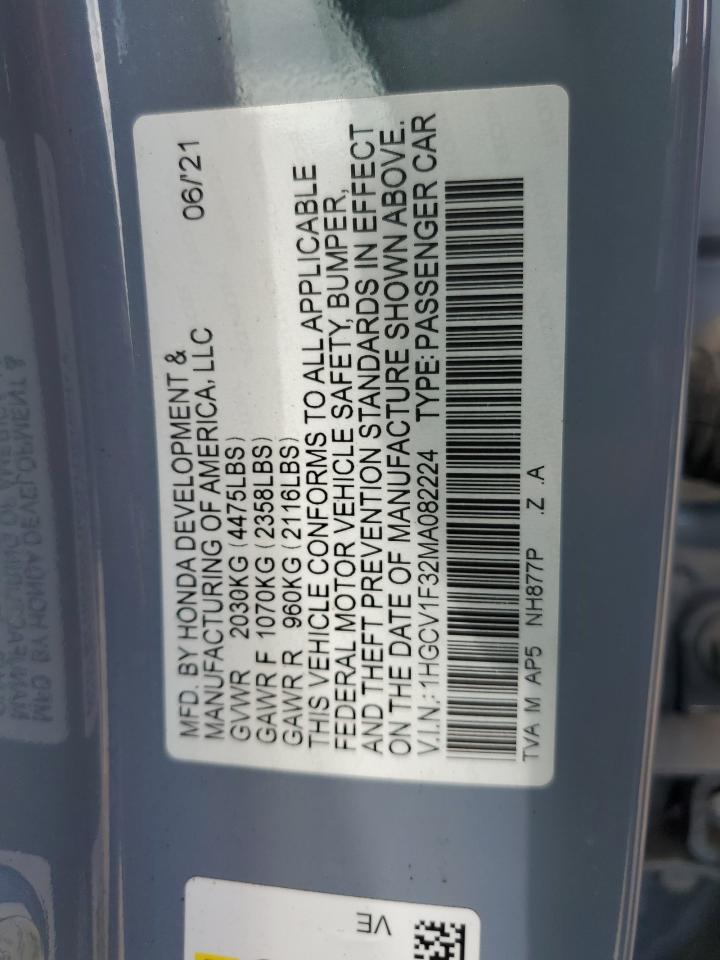 MFD. BY HONDA DEVELOPMENT &
MANUFACTURING OF AMERICA, LLC 06/'21
GVWR 2030KG (4475LBS)
GAWR F 1070KG (2358LBS)
GAWR R 960KG (2116LBS)
THIS VEHICLE CONFORMS TO ALL APPLICABLE
FEDERAL MOTOR VEHICLE SAFETY, BUMPER,
AND THEFT PREVENTION STANDARDS IN EFFECT
ON THE DATE OF MANUFACTURE SHOWN ABOVE.
V.I.N.:1HGCV1F32MA082224 TYPE: PASSENGER CAR
TVA M AP5 NH877P .Z .A
VE